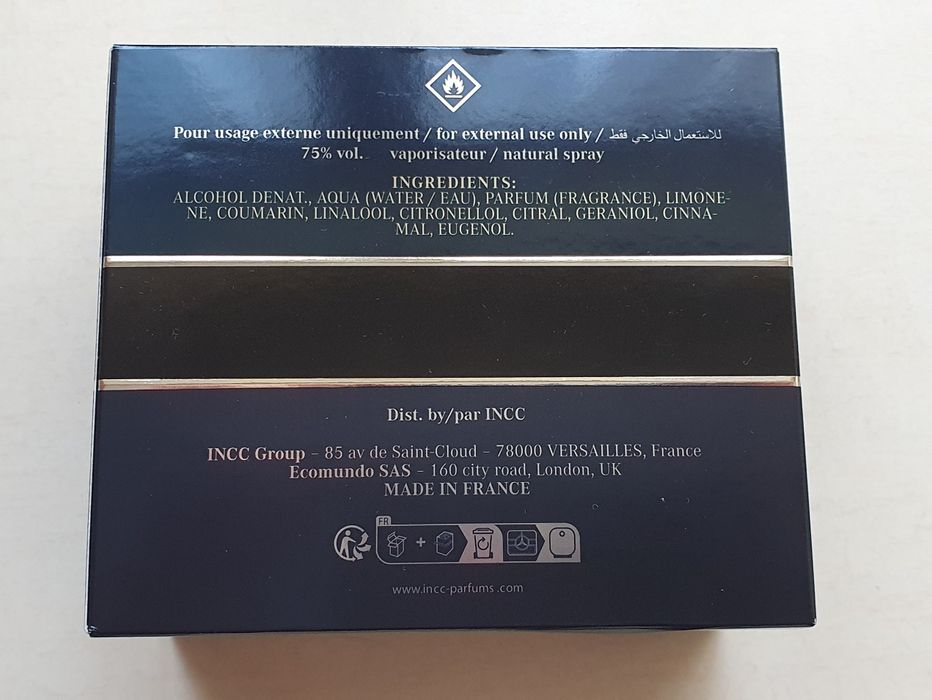 Pour usage externe uniquement / for external use only / للاستعمال الخارجي فقط
75% vol. vaporisateur / natural spray
INGREDIENTS:
ALCOHOL DENAT., AQUA (WATER / EAU), PARFUM (FRAGRANCE), LIMONE-
NE, COUMARIN, LINALOOL, CITRONELLOL, CITRAL, GERANIOL, CINNA-
MAL, EUGENOL.
Dist. by/par INCC
INCC Group – 85 av de Saint-Cloud – 78000 VERSAILLES, France
Ecomundo SAS – 160 city road, London, UK
MADE IN FRANCE
FR
+
www.incc-parfums.com